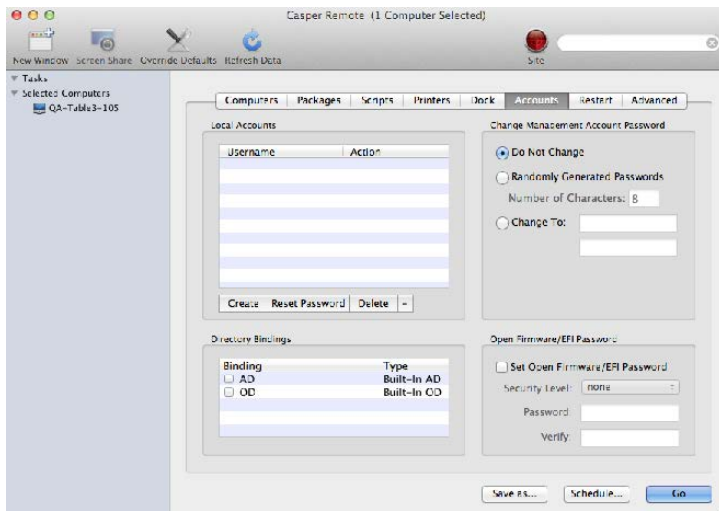 Casper Remote (1 Computer Selected)
New Window Screen Share Override Defaults Refresh Data Site
Tasks
Selected Computers
QA-Table3-105
Computers Packages Scripts Printers Dock Accounts Restart Advanced
Local Accounts
Username Action
Create Reset Password Delete -
Change Management Account Password
Do Not Change
Randomly Generated Passwords
Number of Characters: 8
Change To:
Directory Bindings
Binding Type
AD Built-In AD
OD Built-In OD
Open Firmware/EFI Password
Set Open Firmware/EFI Password
Security Level: none
Password:
Verify:
Save as... Schedule... Go